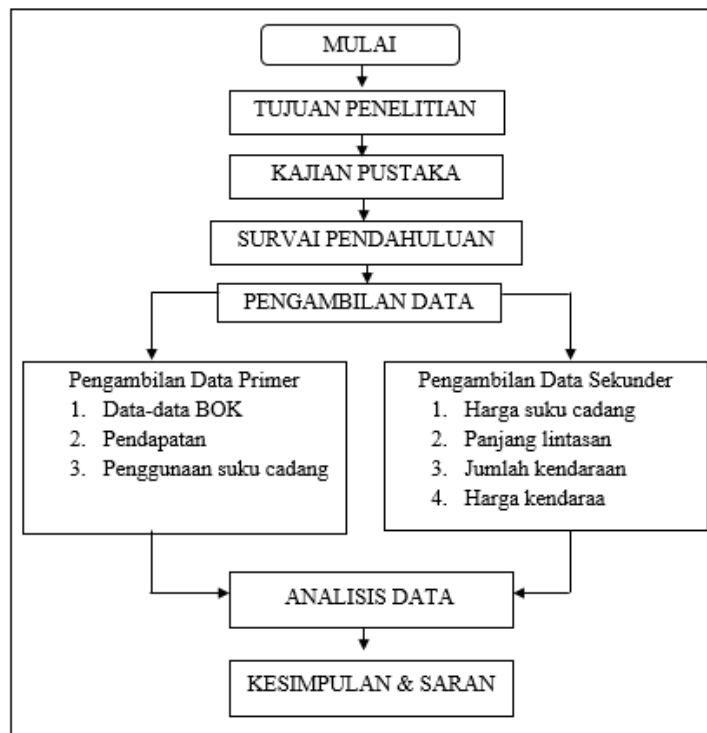 MULAI
TUJUAN PENELITIAN
KAJIAN PUSTAKA
SURVAI PENDAHULUAN
PENGAMBILAN DATA
Pengambilan Data Primer
1. Data-data BOK
2. Pendapatan
3. Penggunaan suku cadang
Pengambilan Data Sekunder
1. Harga suku cadang
2. Panjang lintasan
3. Jumlah kendaraan
4. Harga kendaraa
ANALISIS DATA
KESIMPULAN & SARAN